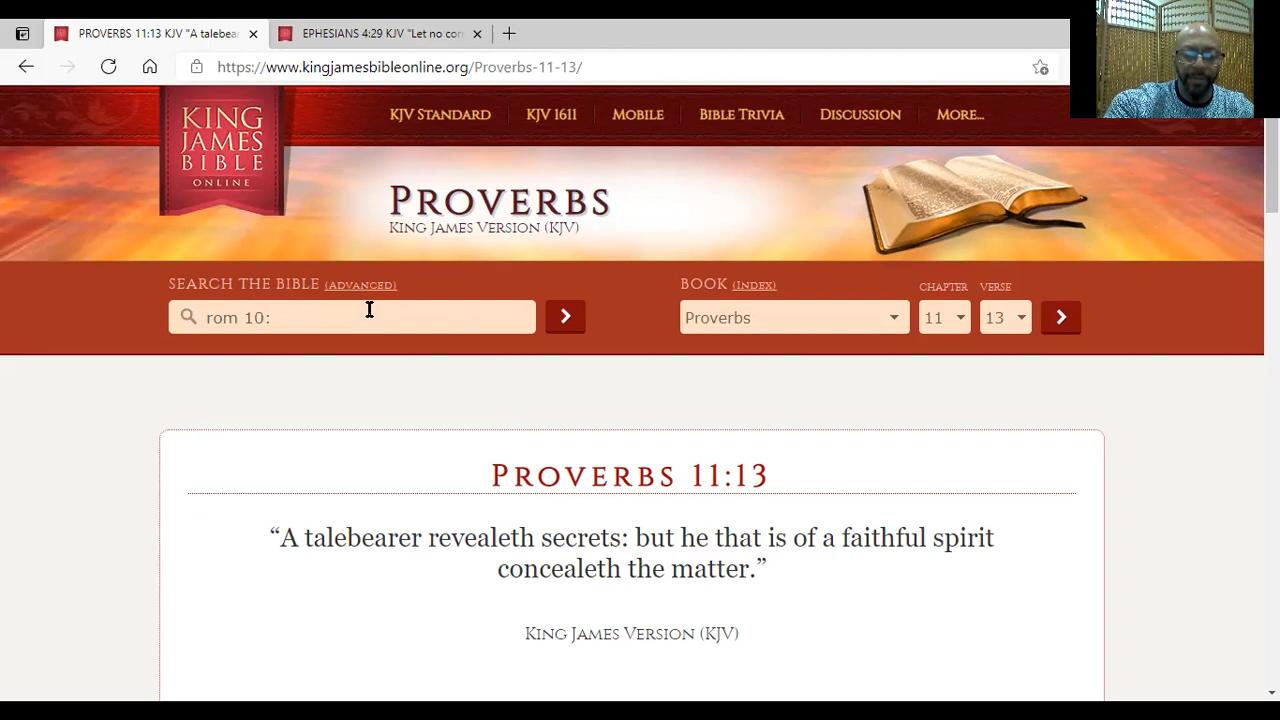 PROVERBS 11:13 KJV "A talebear
EPHESIANS 4:29 KJV "Let no cor
https://www.kingjamesbibleonline.org/Proverbs-11-13/
KING
JAMES
BIBLE
ONLINE
KJV STANDARD
KJV 1611
MOBILE
BIBLE TRIVIA
DISCUSSION
MORE...
PROVERBS
KING JAMES VERSION (KJV)
SEARCH THE BIBLE (ADVANCED)
BOOK (INDEX)
CHAPTER
VERSE
rom 10:
Proverbs
11
13
PROVERBS 11:13
“A talebearer revealeth secrets: but he that is of a faithful spirit
concealeth the matter.”
KING JAMES VERSION (KJV)